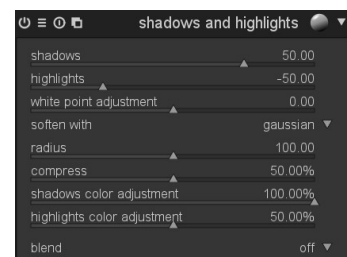 shadows and highlights
shadows 50.00
highlights -50.00
white point adjustment 0.00
soften with gaussian
radius 100.00
compress 50.00%
shadows color adjustment 100.00%
highlights color adjustment 50.00%
blend off